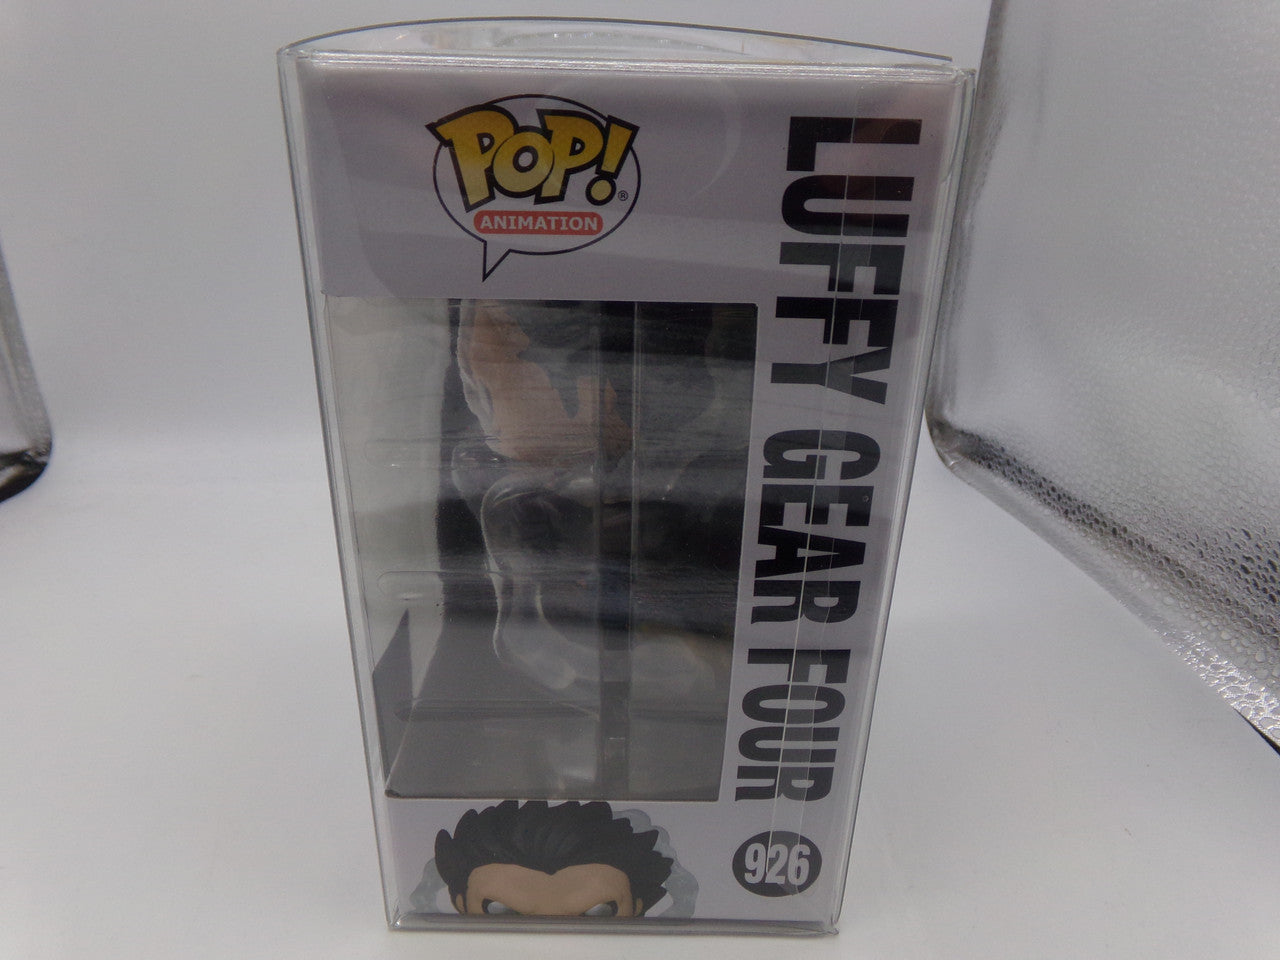 POP!®
ANIMATION
LUFFY GEAR FOUR
926